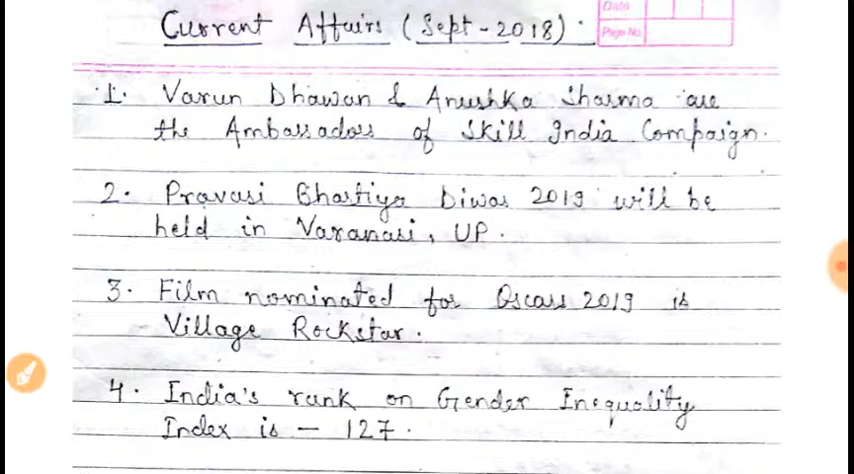 Current Affairs (Sept-2018).
Date
Page No.
1. Varun Dhawan & Anushka Sharma are
the Ambassadors of Skill India Compaign.
2. Pravasi Bhartiya Diwas 2019 will be
held in Varanasi, UP.
3. Film nominated for Oscars 2019 is
Village Rockstar.
4. India's rank on Gender Inequality
Index is - 127.